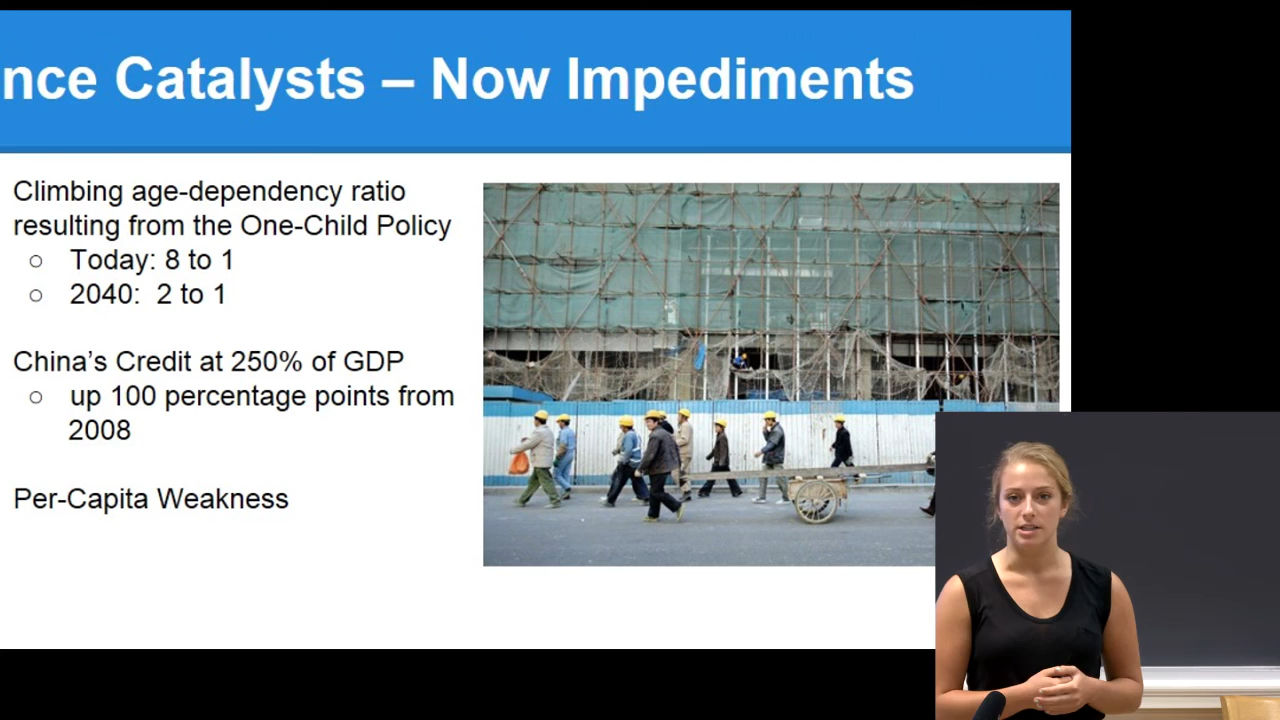 nce Catalysts – Now Impediments
Climbing age-dependency ratio
resulting from the One-Child Policy
○ Today: 8 to 1
○ 2040: 2 to 1
China's Credit at 250% of GDP
○ up 100 percentage points from
2008
Per-Capita Weakness